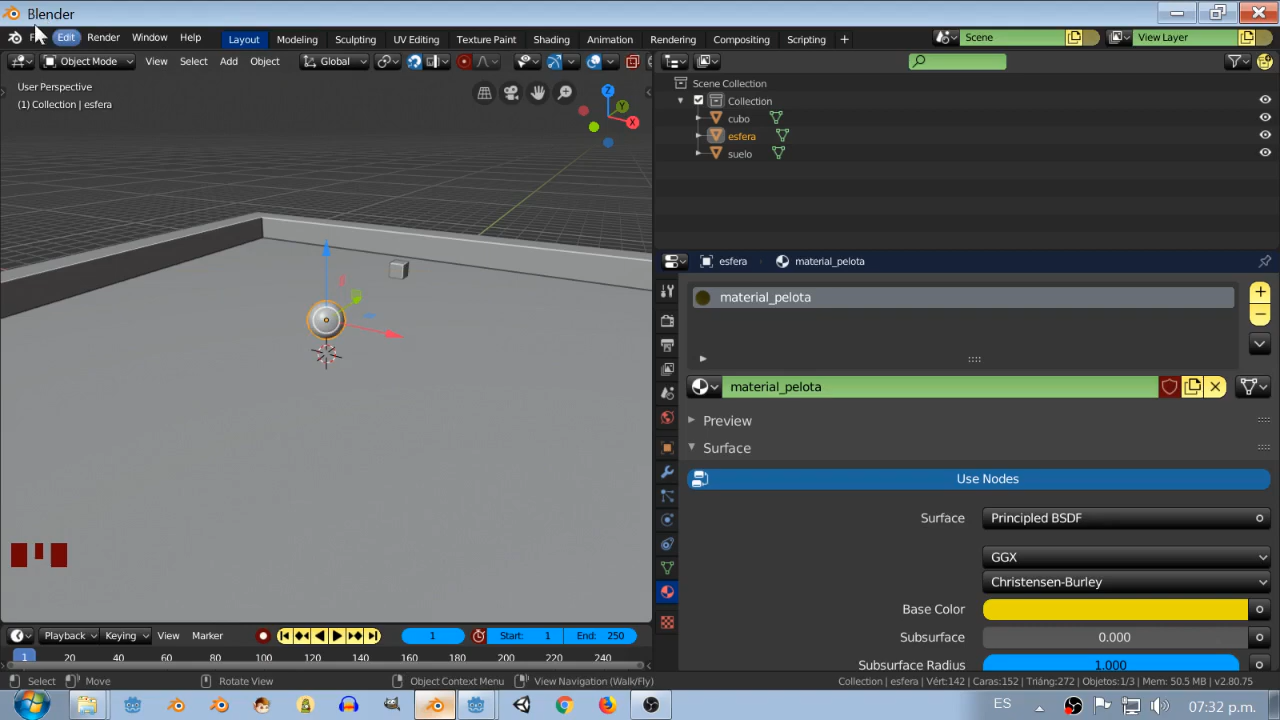 Blender
Edit Render Window Help Layout Modeling Sculpting UV Editing Texture Paint Shading Animation Rendering Compositing Scripting + Scene View Layer
Object Mode View Select Add Object Global
User Perspective
(1) Collection | esfera
Z
Y
X
Scene Collection
Collection
cubo
esfera
suelo
esfera material_pelota
material_pelota
material_pelota
Preview
Surface
Use Nodes
Surface Principled BSDF
GGX
Christensen-Burley
Base Color
Subsurface 0.000
Subsurface Radius 1.000
Playback Keying View Marker 1 Start: 1 End: 250
1 20 40 60 80 100 120 140 160 180 200 220 240
Select Move Rotate View Object Context Menu View Navigation (Walk/Fly) Collection | esfera | Vért:142 | Caras:152 | Triáng:272 | Objetos:1/3 | Mem: 50.5 MB | v2.80.75
ES 07:32 p.m.